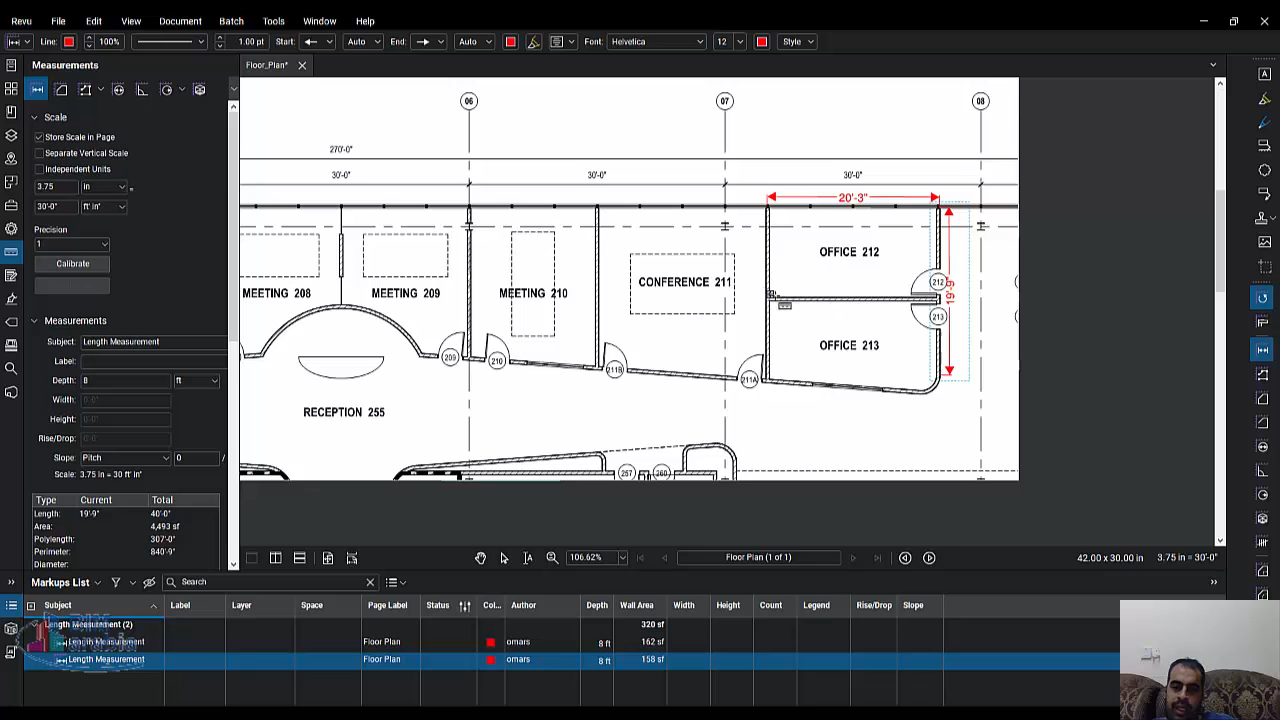 Revu File Edit View Document Batch Tools Window Help
Line: 100% 1.00 pt Start: Auto End: Auto Font: Helvetica 12 Style
Measurements
Floor_Plan*
Scale
Store Scale in Page
Separate Vertical Scale
Independent Units
3.75 in =
30'-0" ft' in"
Precision
1
Calibrate
Measurements
Subject: Length Measurement
Label:
Depth: 8 ft
Width: 0'-0"
Height: 0'-0"
Rise/Drop: 0'-0"
Slope: Pitch 0 /
Scale: 3.75 in = 30 ft' in"
Type Current Total
Length: 19'-9" 40'-0"
Area: 4,493 sf
Polylength: 307'-0"
Perimeter: 840'-9"
Diameter:
06 07 08
270'-0"
30'-0" 30'-0" 30'-0"
20'-3"
OFFICE 212
CONFERENCE 211
212
19'-9"
MEETING 208 MEETING 209 MEETING 210
213
OFFICE 213
209 210 211B 211A
RECEPTION 255
257 260
106.62% Floor Plan (1 of 1) 42.00 x 30.00 in 3.75 in = 30'-0"
Markups List Search
Subject Label Layer Space Page Label Status Col... Author Depth Wall Area Width Height Count Legend Rise/Drop Slope
Length Measurement (2) 320 sf
Length Measurement Floor Plan omars 8 ft 162 sf
Length Measurement Floor Plan omars 8 ft 158 sf